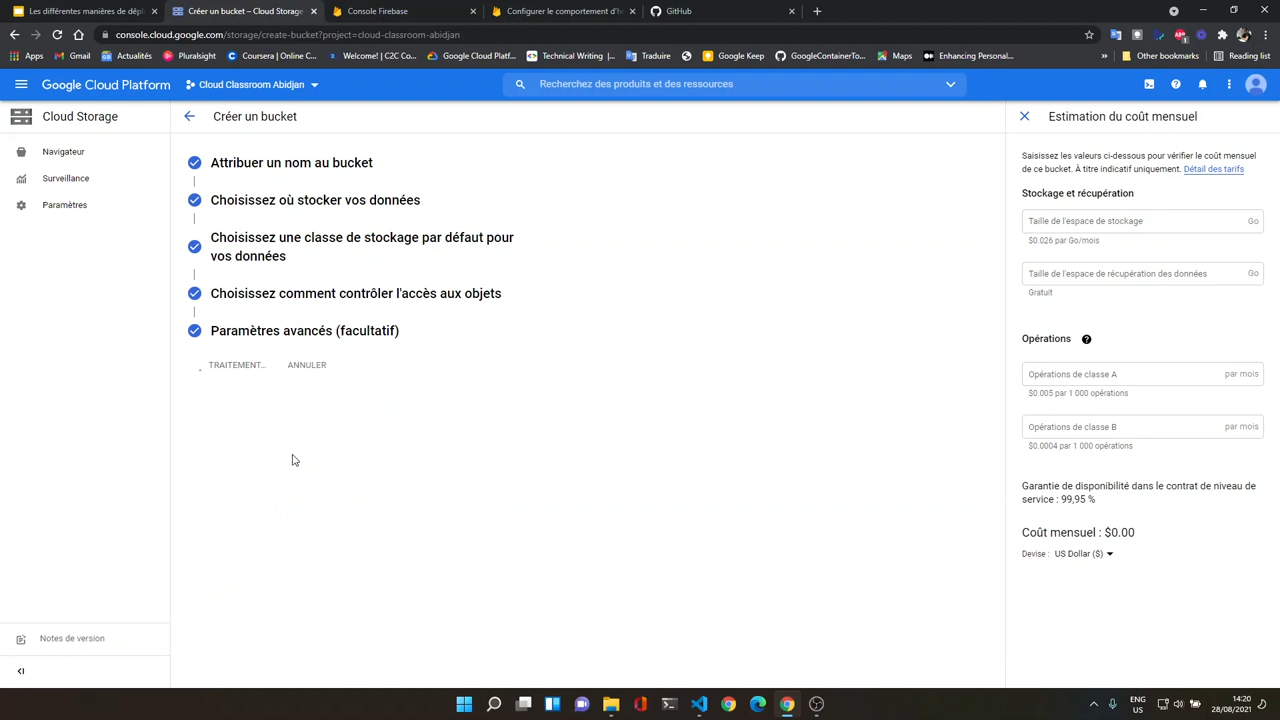 Les différentes manières de dépl
Créer un bucket – Cloud Storage
Console Firebase
Configurer le comportement d'h
GitHub
console.cloud.google.com/storage/create-bucket?project=cloud-classroom-abidjan
Apps
Gmail
Actualités
Pluralsight
Coursera | Online C...
Welcome! | C2C Co...
Google Cloud Platf...
Technical Writing |...
Traduire
Google Keep
GoogleContainerTo...
Maps
Enhancing Personal...
»
Other bookmarks
Reading list
Google Cloud Platform
Cloud Classroom Abidjan
Recherchez des produits et des ressources
Cloud Storage
Créer un bucket
Estimation du coût mensuel
Navigateur
Surveillance
Paramètres
Attribuer un nom au bucket
Choisissez où stocker vos données
Choisissez une classe de stockage par défaut pour
vos données
Choisissez comment contrôler l'accès aux objets
Paramètres avancés (facultatif)
TRAITEMENT... ANNULER
Saisissez les valeurs ci-dessous pour vérifier le coût mensuel
de ce bucket. À titre indicatif uniquement. Détail des tarifs
Stockage et récupération
Taille de l'espace de stockage Go
$0.026 par Go/mois
Taille de l'espace de récupération des données Go
Gratuit
Opérations
Opérations de classe A par mois
$0.005 par 1 000 opérations
Opérations de classe B par mois
$0.0004 par 1 000 opérations
Garantie de disponibilité dans le contrat de niveau de
service : 99,95 %
Coût mensuel : $0.00
Devise : US Dollar ($)
Notes de version
ENG
US
14:20
28/08/2021